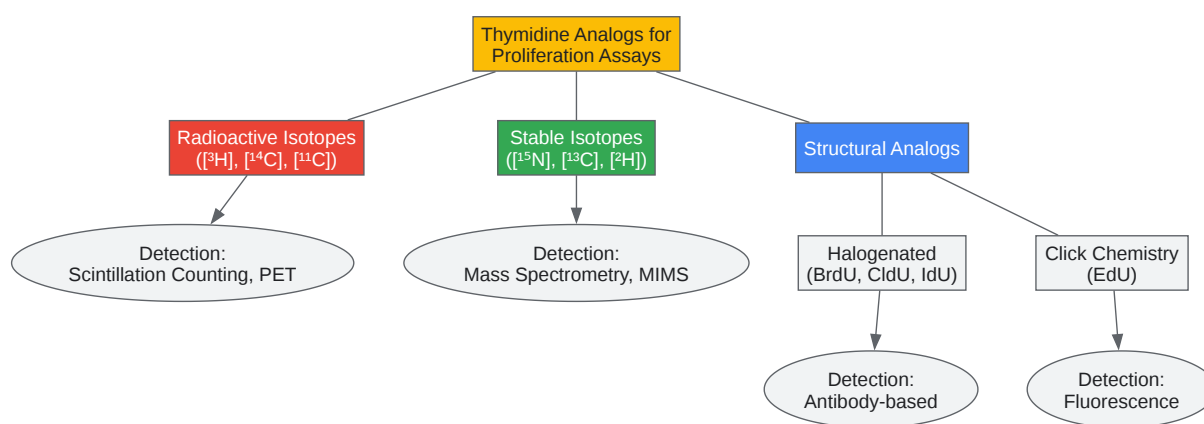 Thymidine Analogs for
Proliferation Assays
Radioactive Isotopes
([³H], [¹⁴C], [¹¹C])
Stable Isotopes
([¹⁵N], [¹³C], [²H])
Structural Analogs
Detection:
Scintillation Counting, PET
Detection:
Mass Spectrometry, MIMS
Halogenated
(BrdU, CldU, IdU)
Click Chemistry
(EdU)
Detection:
Antibody-based
Detection:
Fluorescence